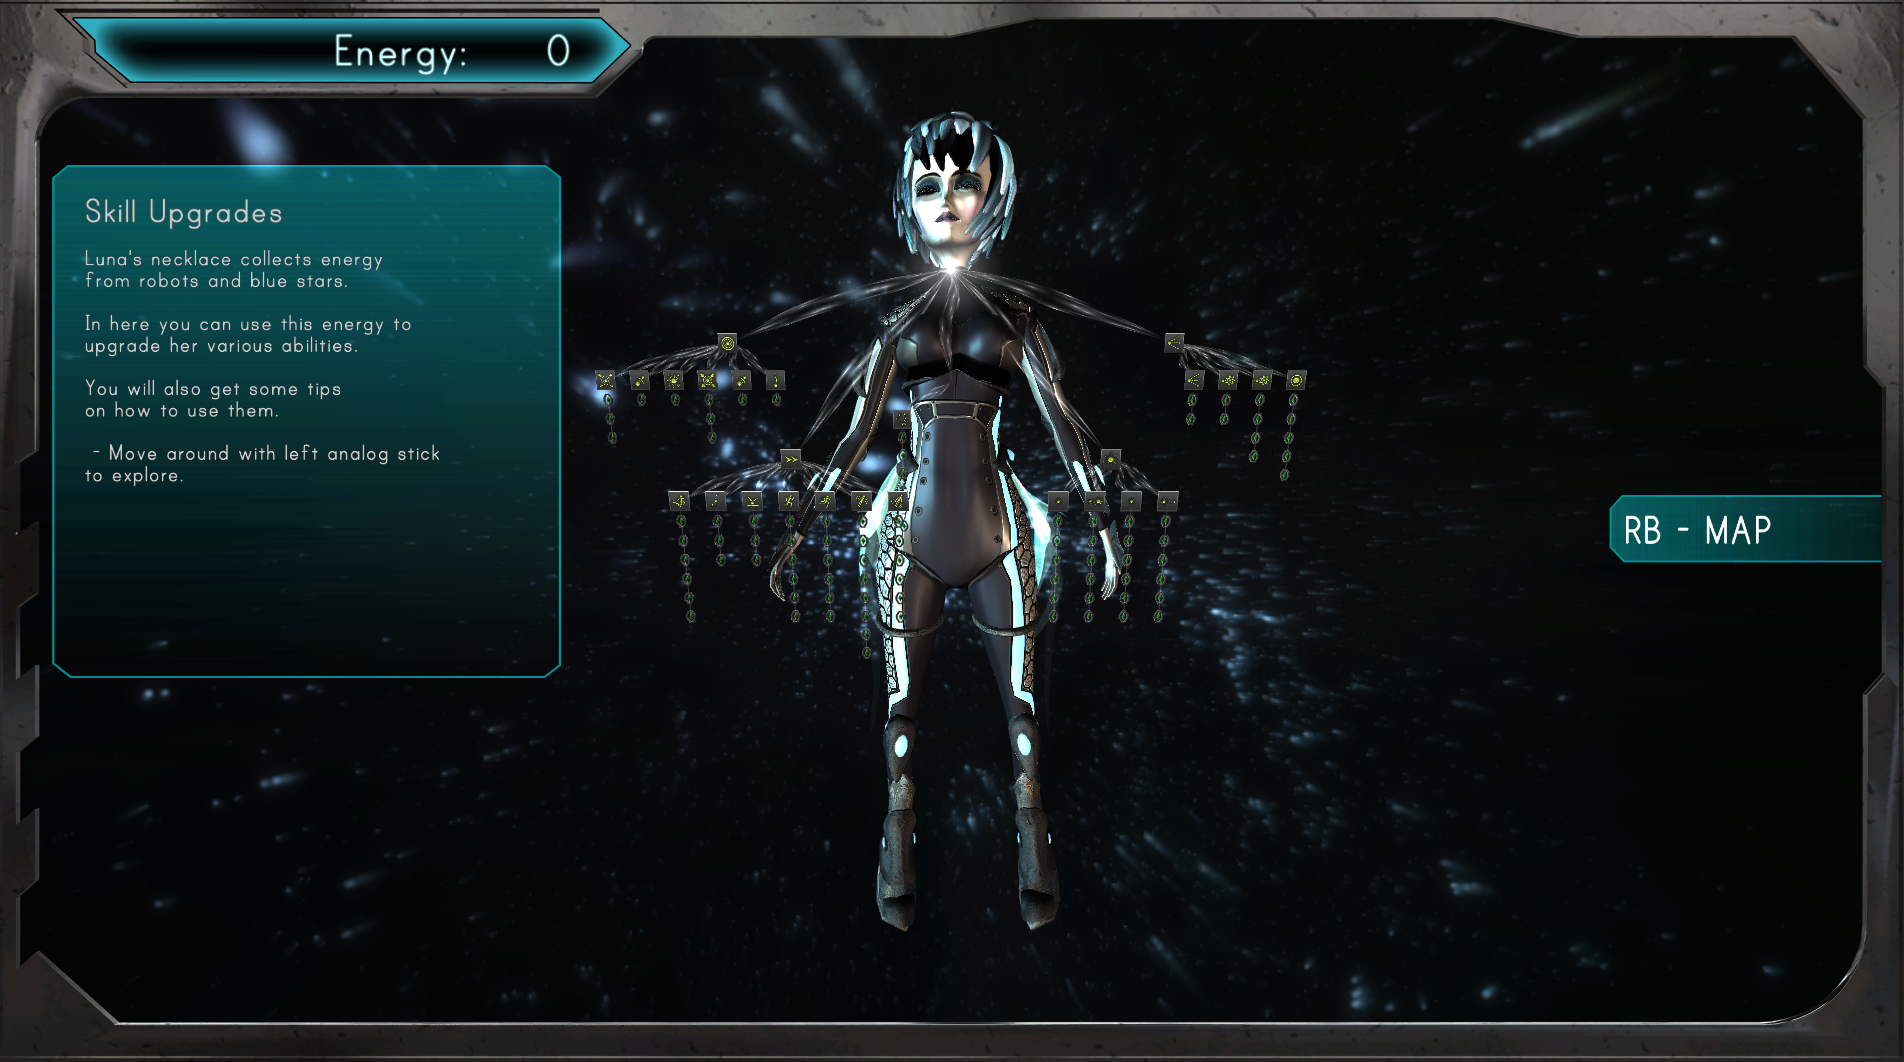 Energy: 0
Skill Upgrades
Luna's necklace collects energy
from robots and blue stars.
In here you can use this energy to
upgrade her various abilities.
You will also get some tips
on how to use them.
- Move around with left analog stick
to explore.
RB - MAP